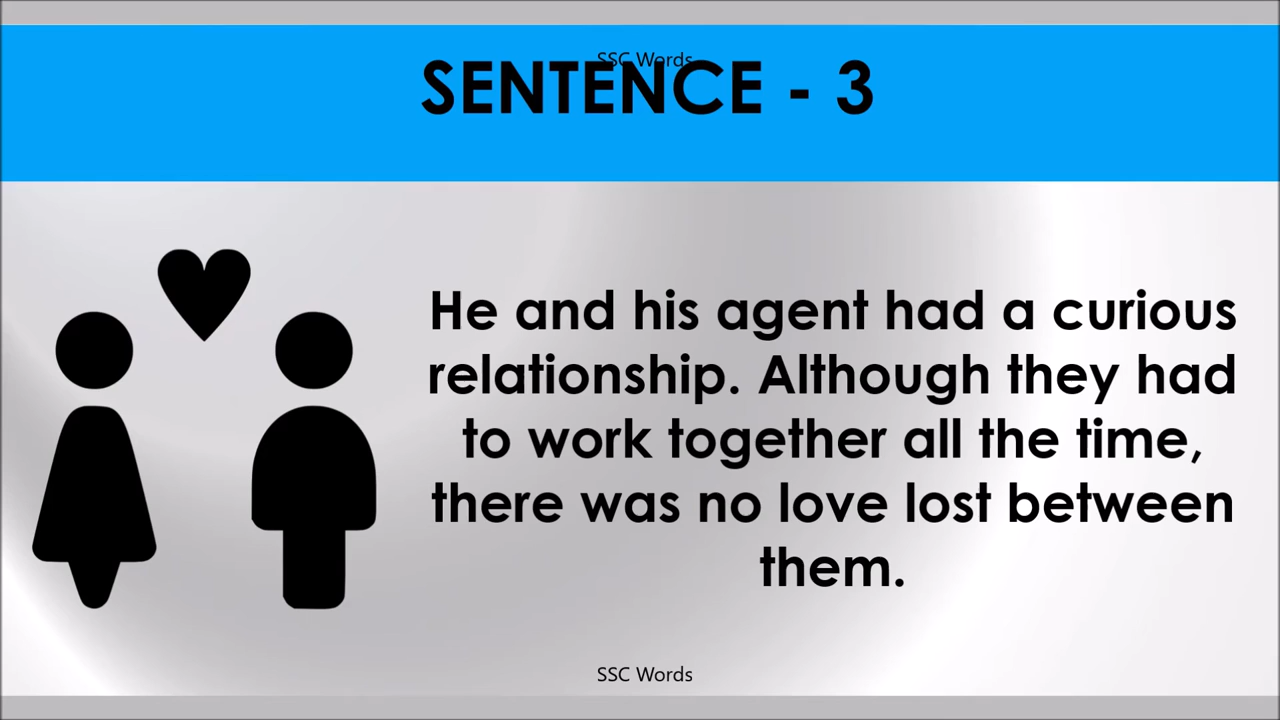 SSC Words
SENTENCE - 3
He and his agent had a curious
relationship. Although they had
to work together all the time,
there was no love lost between
them.
SSC Words